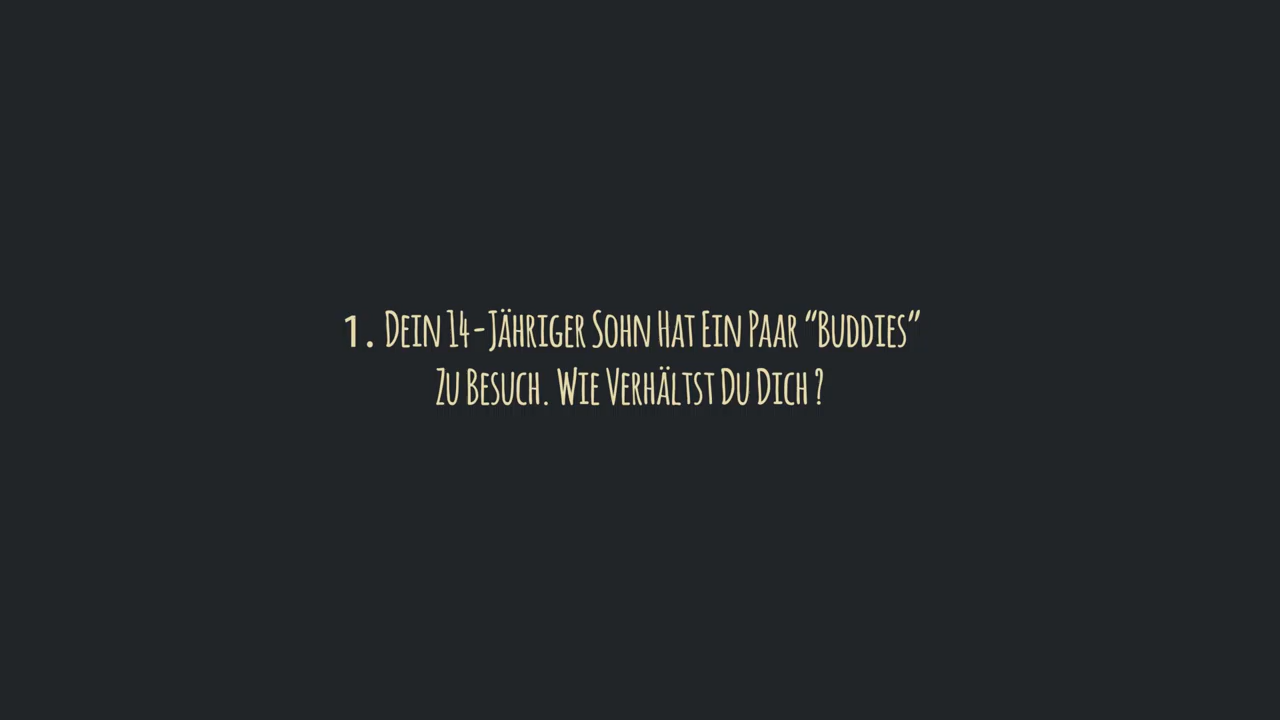 1. Dein 14-Jähriger Sohn Hat Ein Paar “Buddies”
Zu Besuch. Wie Verhältst Du Dich ?